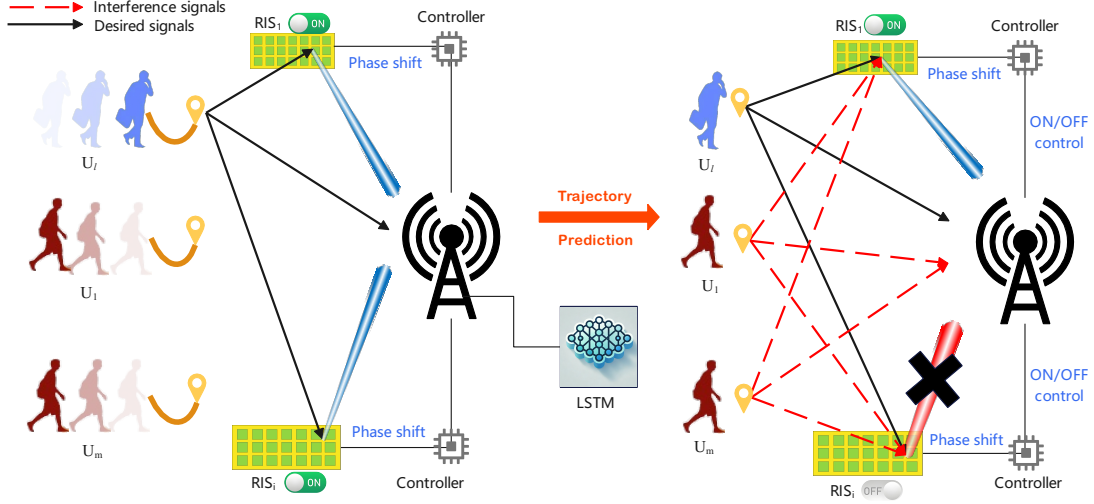 Interference signals
Desired signals
RIS1
ON
Controller
Phase shift
Ul
U1
Um
LSTM
Phase shift
RISi
ON
Controller
Trajectory
Prediction
RIS1
ON
Controller
Phase shift
ON/OFF
control
Ul
U1
Um
ON/OFF
control
Phase shift
RISi
OFF
Controller